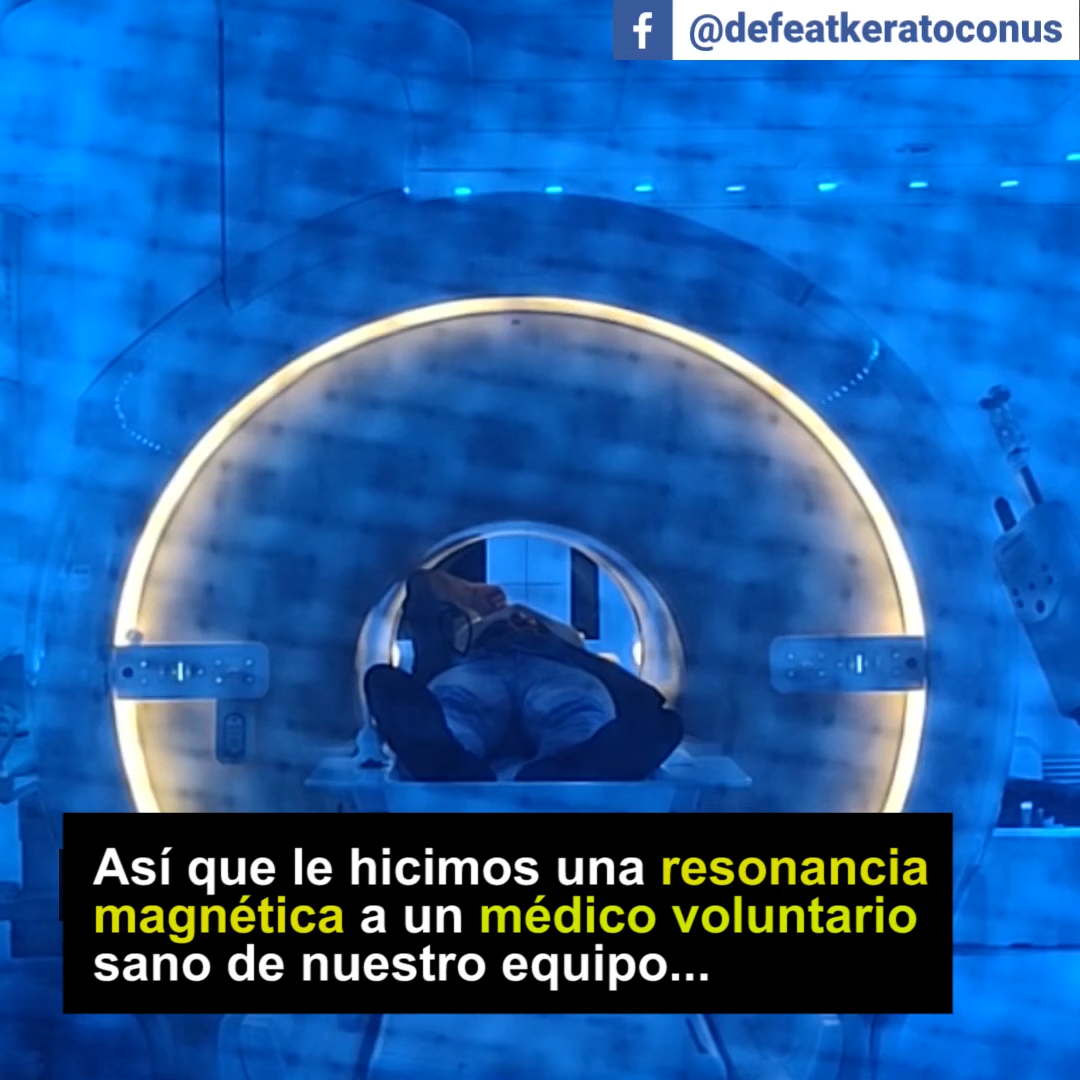 @defeatkeratoconus
Así que le hicimos una resonancia
magnética a un médico voluntario
sano de nuestro equipo...